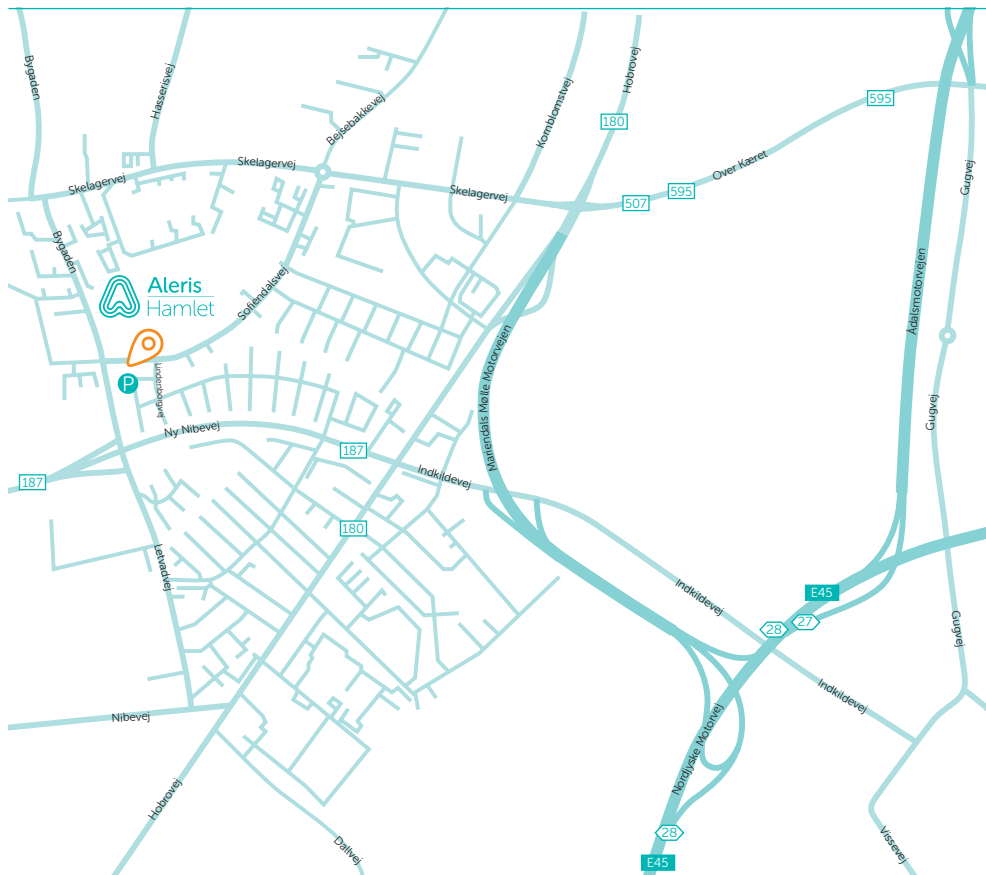 Bygaden
Hasserisvej
Bejsebakkevej
Kornblomstvej
Hobrovej
180
595
Skelagervej
Skelagervej
Skelagervej
Over Kæret
595
507
Gugvej
Bygaden
Aleris
Hamlet
Sofiendalsvej
Ådalsmotorvejen
Mariendals Mølle Motorvejen
P
Lindenborgvej
Gugvej
Ny Nibevej
187
187
Indkildevej
180
Letvadvej
Indkildevej
E45
27
28
Gugvej
Indkildevej
Nibevej
Nordjyske Motorvej
Hobrovej
28
Dallvej
Vissevej
E45